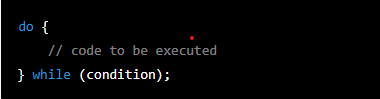 do {
    // code to be executed
} while (condition);